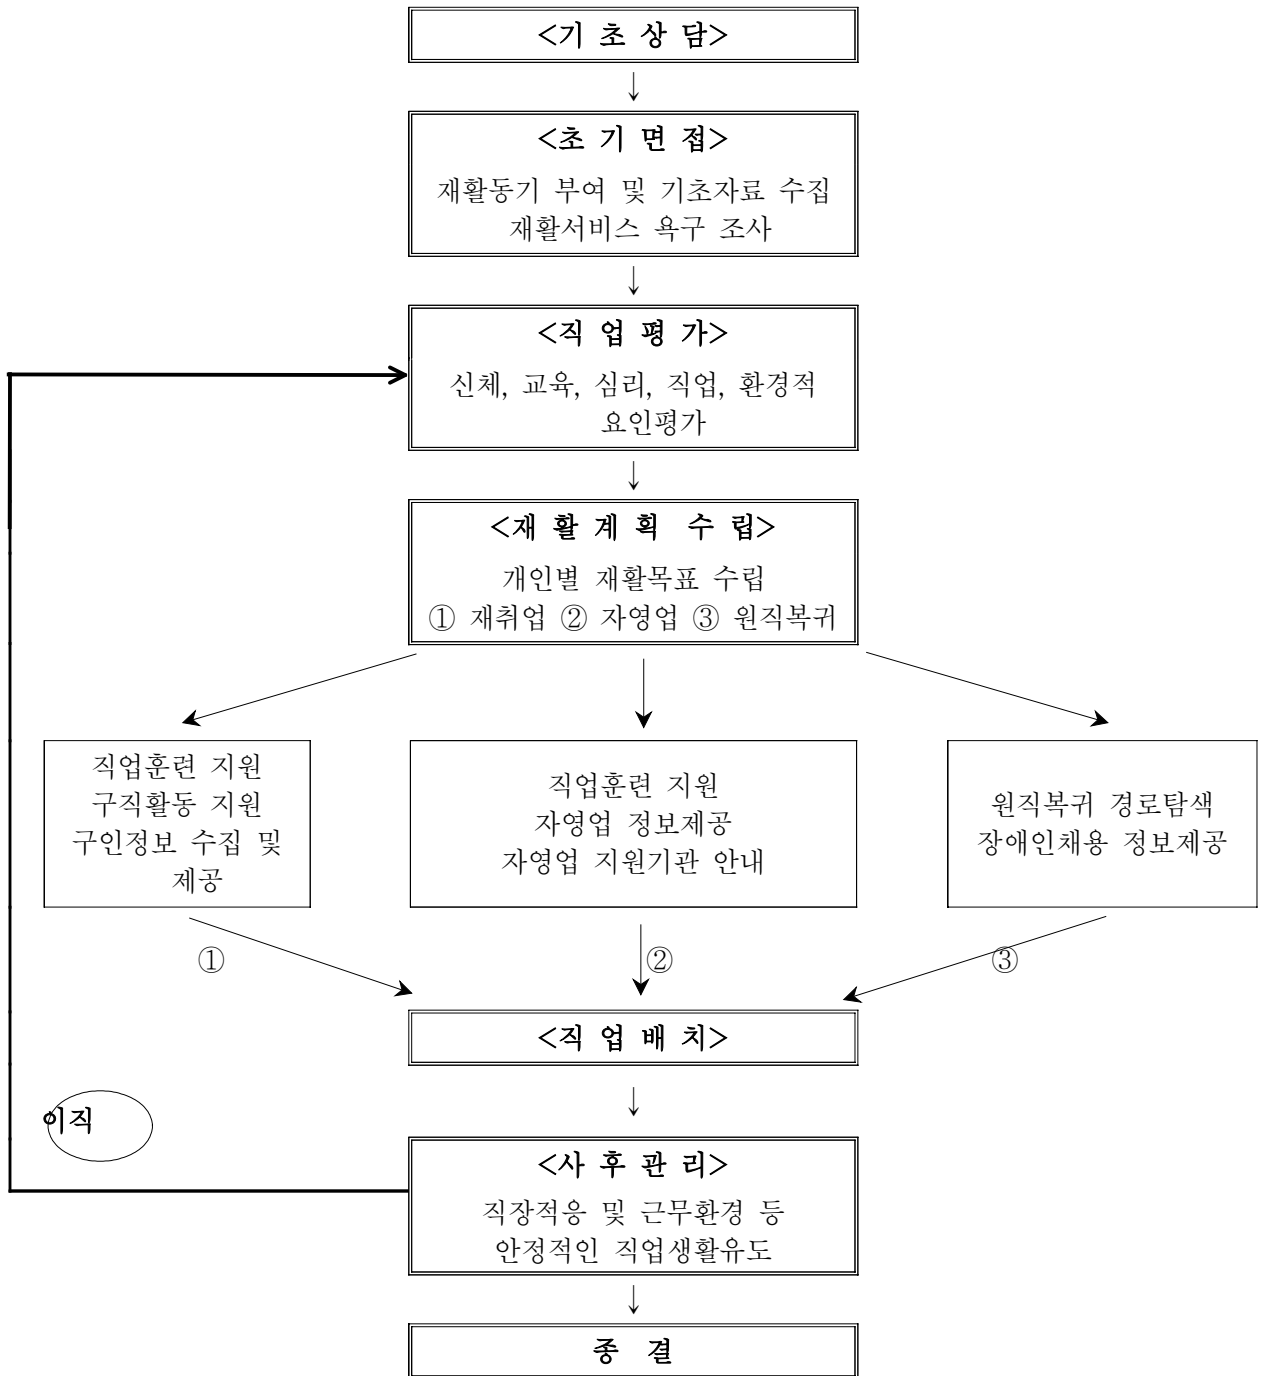 <기 초 상 담>
↓
<초 기 면 접>
재활동기 부여 및 기초자료 수집
재활서비스 욕구 조사
↓
<직 업 평 가>
신체, 교육, 심리, 직업, 환경적
요인평가
↓
<재 활 계 획 수 립>
개인별 재활목표 수립
① 재취업 ② 자영업 ③ 원직복귀
직업훈련 지원
구직활동 지원
구인정보 수집 및
제공
직업훈련 지원
자영업 정보제공
자영업 지원기관 안내
원직복귀 경로탐색
장애인채용 정보제공
①
②
③
<직 업 배 치>
↓
이직
<사 후 관 리>
직장적응 및 근무환경 등
안정적인 직업생활유도
↓
종 결